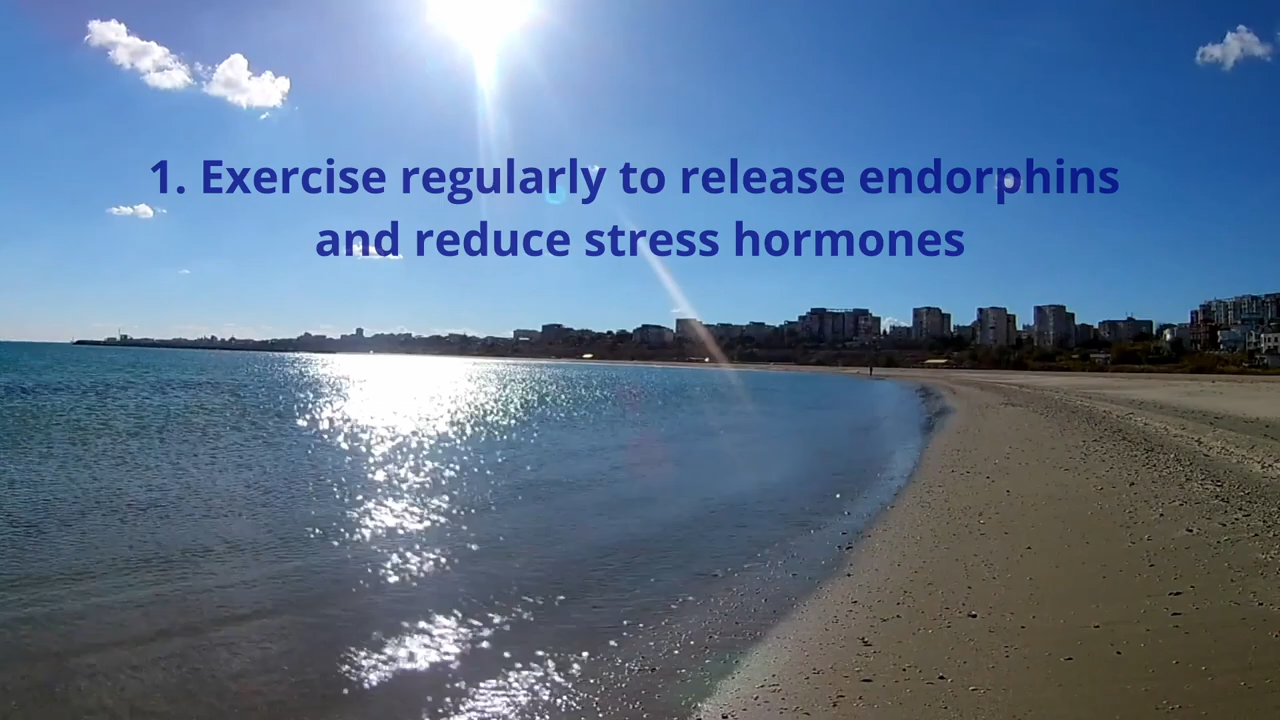 1. Exercise regularly to release endorphins
and reduce stress hormones